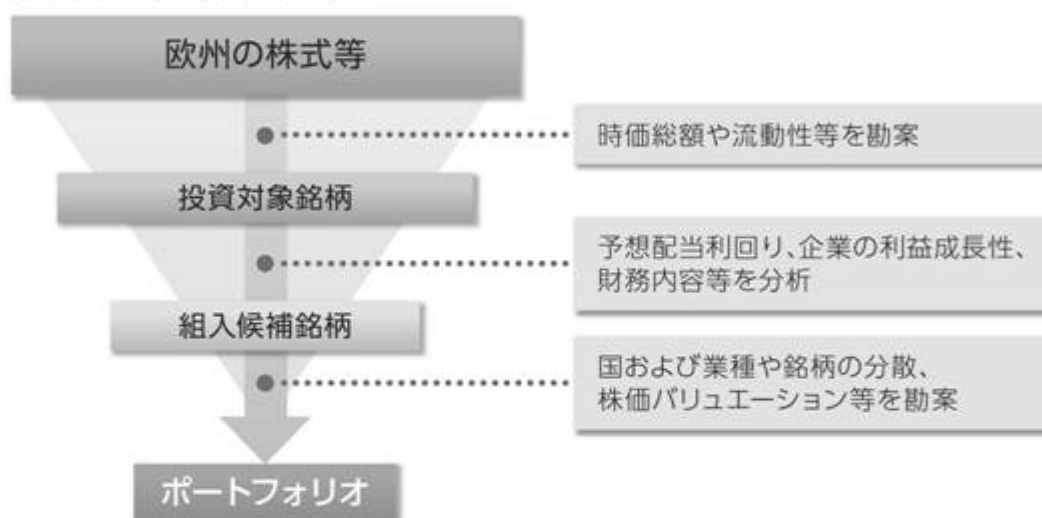 欧州の株式等
時価総額や流動性等を勘案
投資対象銘柄
予想配当利回り、企業の利益成長性、
財務内容等を分析
組入候補銘柄
国および業種や銘柄の分散、
株価バリュエーション等を勘案
ポートフォリオ